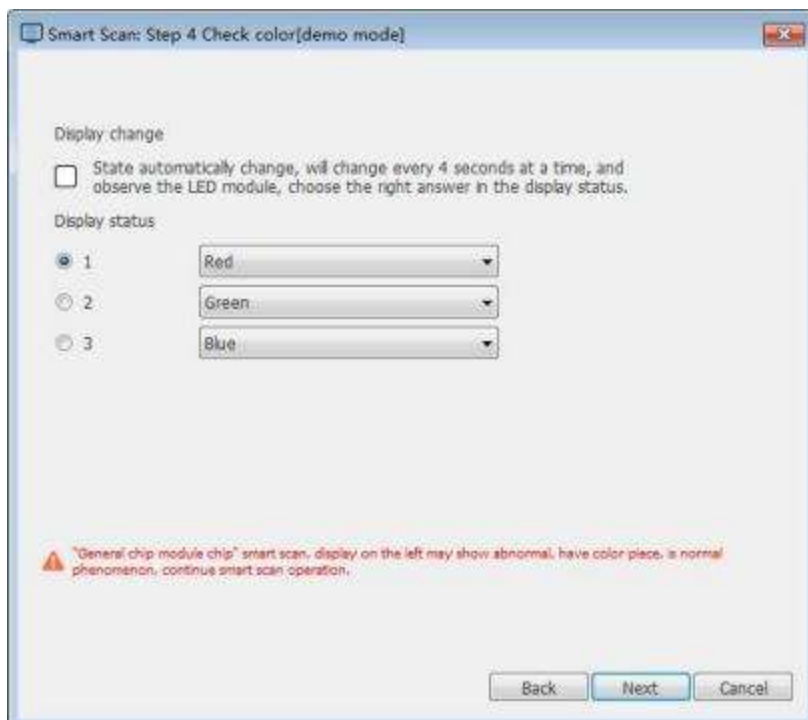 Smart Scan: Step 4 Check color[demo mode]
Display change
State automatically change, will change every 4 seconds at a time, and
observe the LED module, choose the right answer in the display status.
Display status
1 Red
2 Green
3 Blue
"General chip module chip" smart scan, display on the left may show abnormal, have color piece, is normal
phenomenon, continue smart scan operation.
Back Next Cancel